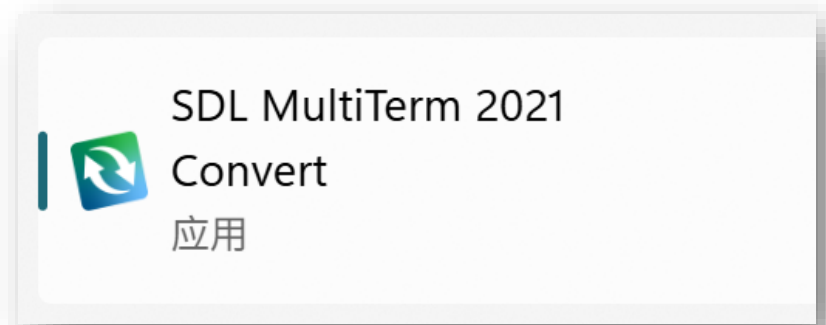 SDL MultiTerm 2021
Convert
应用